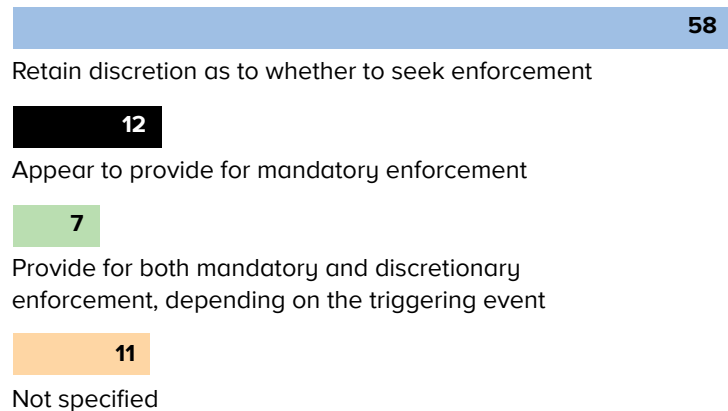 58
Retain discretion as to whether to seek enforcement
12
Appear to provide for mandatory enforcement
7
Provide for both mandatory and discretionary
enforcement, depending on the triggering event
11
Not specified